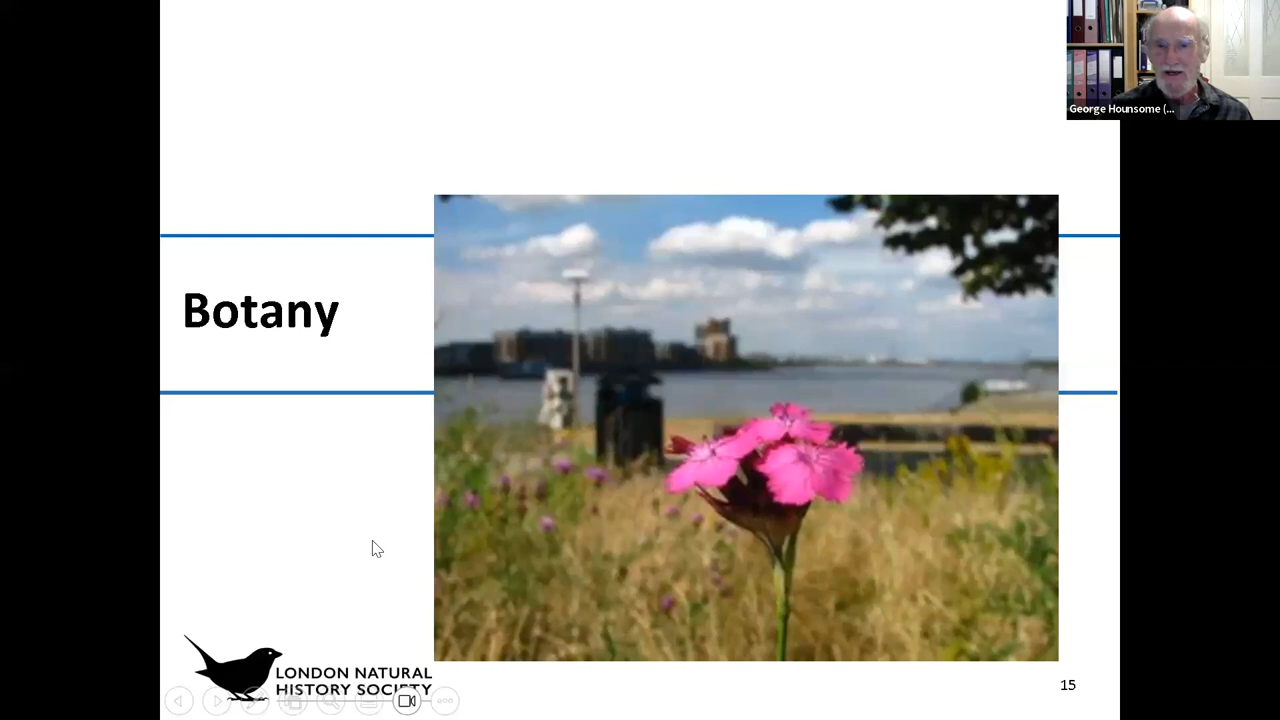 George Hounsome (...
Botany
LONDON NATURAL
HISTORY SOCIETY
15